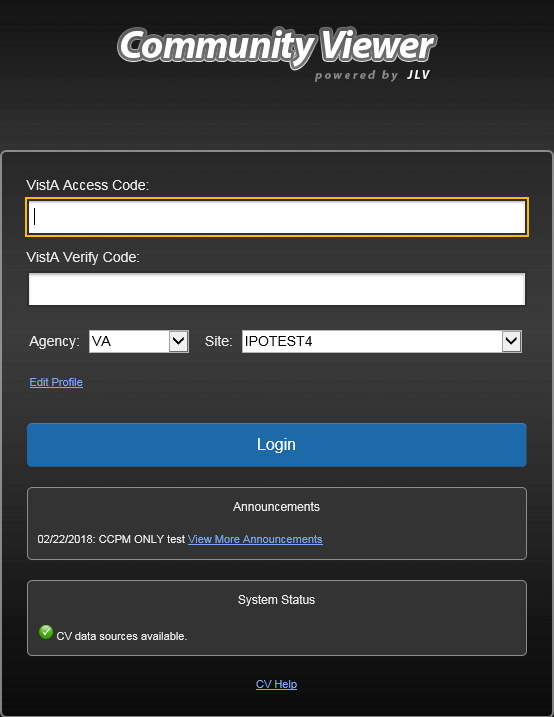 Community Viewer
powered by JLV
VistA Access Code:
VistA Verify Code:
Agency: VA Site: IPOTEST4
Edit Profile
Login
Announcements
02/22/2018: CCPM ONLY test View More Announcements
System Status
CV data sources available.
CV Help